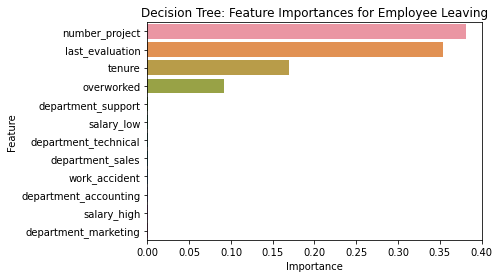 Decision Tree: Feature Importances for Employee Leaving
number_project
last_evaluation
tenure
overworked
department_support
salary_low
department_technical
department_sales
work_accident
department_accounting
salary_high
department_marketing
Feature
0.00 0.05 0.10 0.15 0.20 0.25 0.30 0.35 0.40
Importance